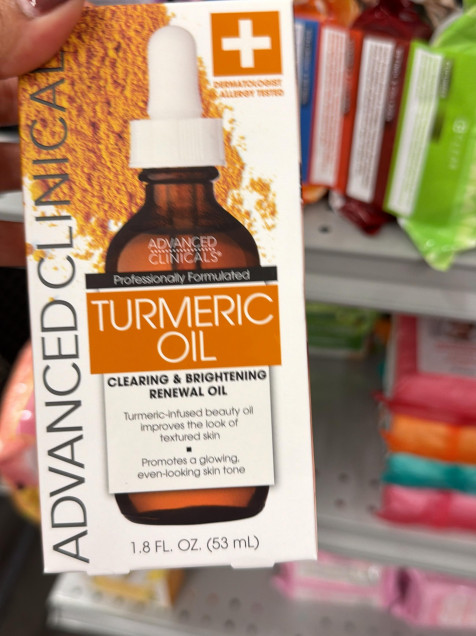 ADVANCED CLINICAL
DERMATOLOGIST
ALLERGY TESTED
ADVANCED
CLINICALS®
Professionally Formulated
TURMERIC
OIL
CLEARING & BRIGHTENING
RENEWAL OIL
Turmeric-infused beauty oil
improves the look of
textured skin
Promotes a glowing,
even-looking skin tone
1.8 FL. OZ. (53 mL)